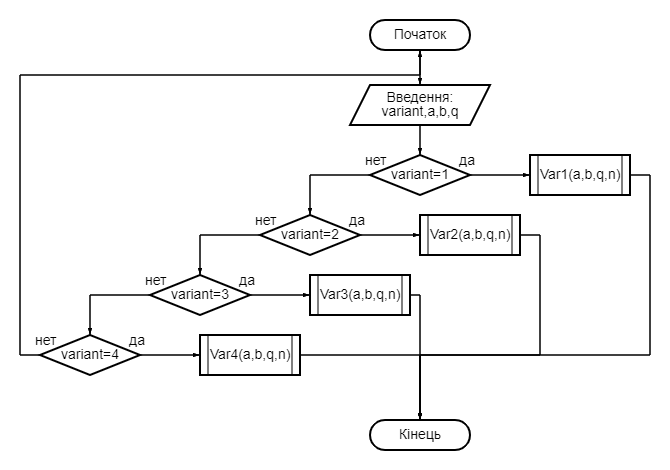 Початок
Введення:
variant,a,b,q
нет
variant=1
да
Var1(a,b,q,n)
нет
variant=2
да
Var2(a,b,q,n)
нет
variant=3
да
Var3(a,b,q,n)
нет
variant=4
да
Var4(a,b,q,n)
Кінець